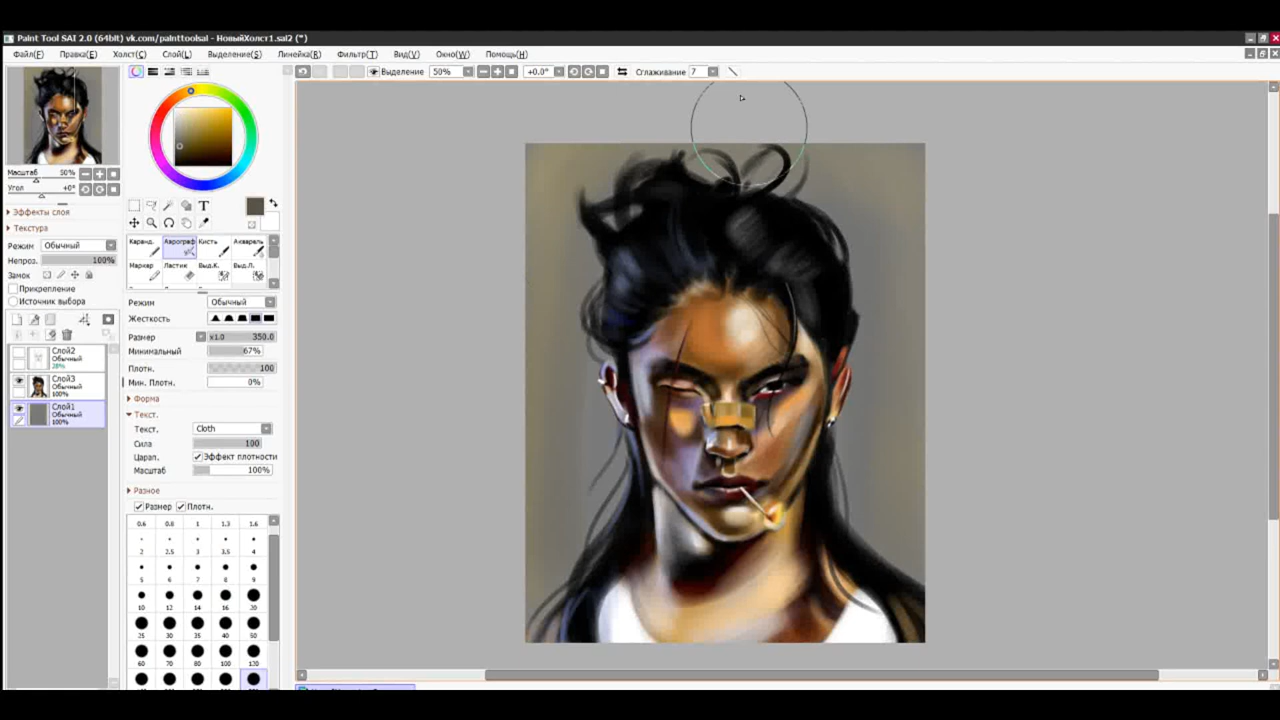 Paint Tool SAI 2.0 (64bit) vk.com/painttoolsai - НовыйХолст1.sai2 (*)
Файл(F) Правка(E) Холст(C) Слой(L) Выделение(S) Линейка(R) Фильтр(T) Вид(V) Окно(W) Помощь(H)
Выделение 50% +0.0° Сглаживание 7
Масштаб 50%
Угол +0°
Эффекты слоя
Текстура
Режим Обычный
Непроз. 100%
Замок
Прикрепление
Источник выбора
Слой2
Обычный
28%
Слой3
Обычный
100%
Слой1
Обычный
100%
T
Каранд. Аэрограф Кисть Акварель
Маркер Ластик Выд.К. Выд.Л.
Режим Обычный
Жесткость
Размер x1.0 350.0
Минимальный 67%
Плотн. 100
Мин. Плотн. 0%
Форма
Текст.
Текст. Cloth
Сила 100
Царап. Эффект плотности
Масштаб 100%
Разное
Размер Плотн.
0.6 0.8 1 1.3 1.6
2 2.5 3 3.5 4
5 6 7 8 9
10 12 14 16 20
25 30 35 40 50
60 70 80 100 120